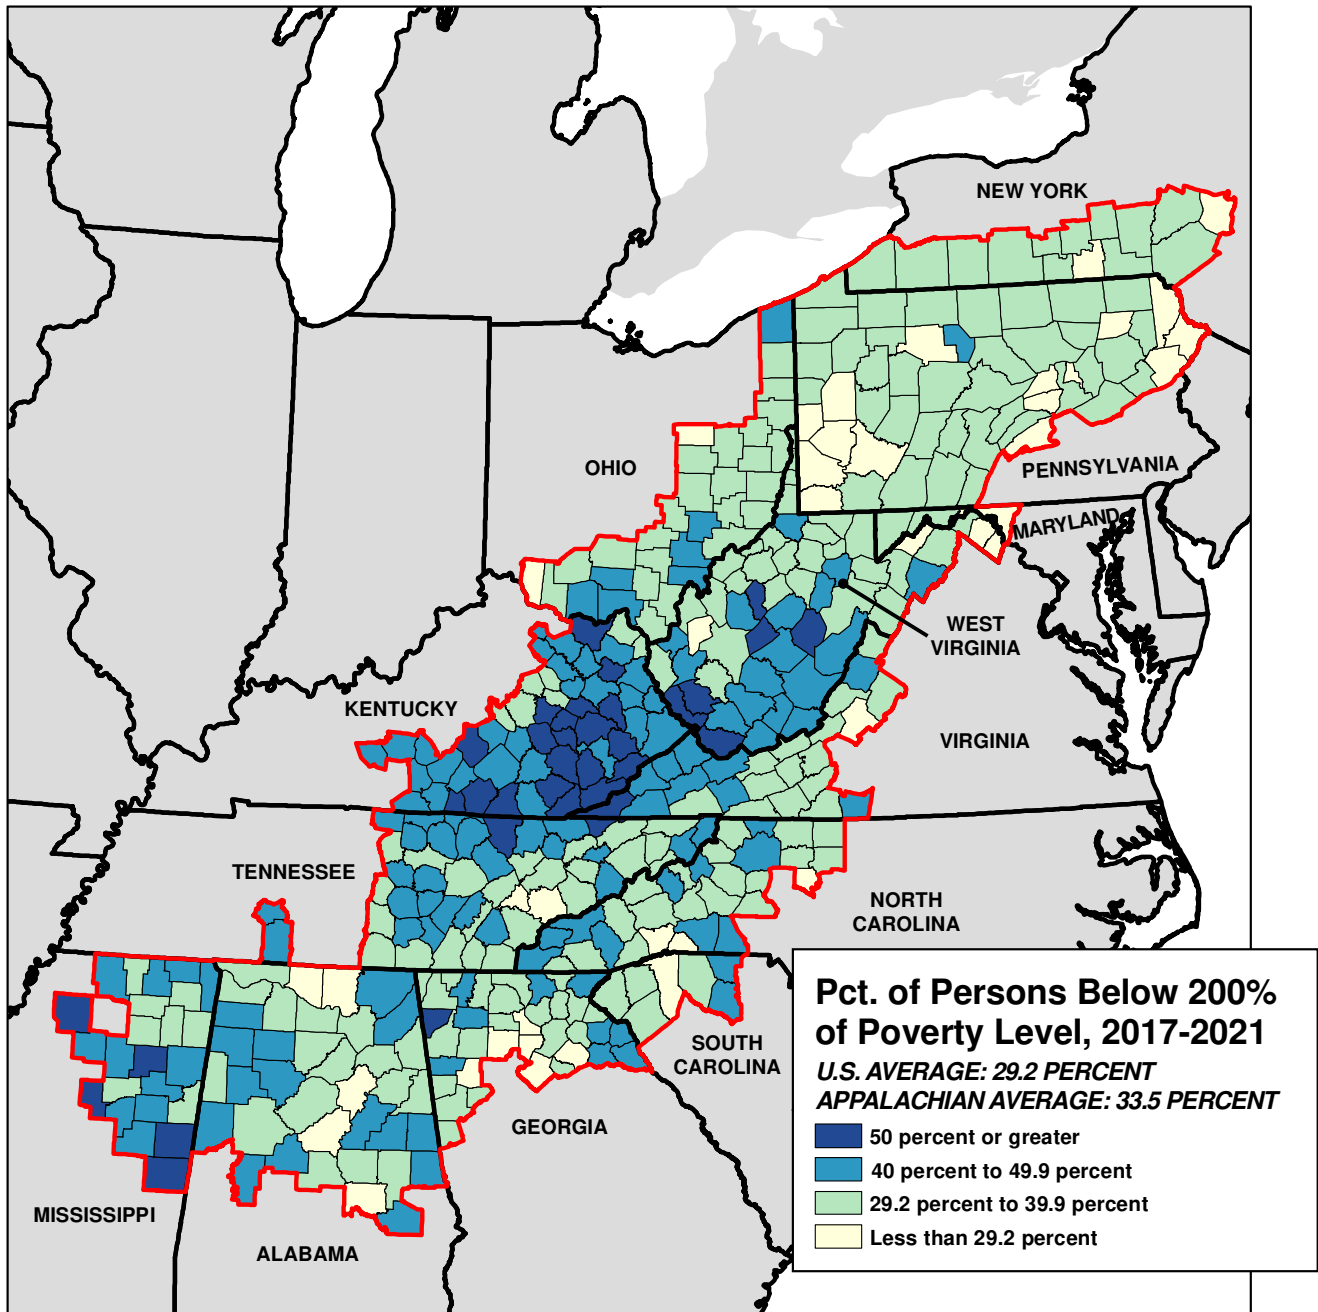 NEW YORK
OHIO
PENNSYLVANIA
MARYLAND
WEST
VIRGINIA
KENTUCKY
VIRGINIA
TENNESSEE
NORTH
CAROLINA
SOUTH
CAROLINA
GEORGIA
MISSISSIPPI
ALABAMA
Pct. of Persons Below 200%
of Poverty Level, 2017-2021
U.S. AVERAGE: 29.2 PERCENT
APPALACHIAN AVERAGE: 33.5 PERCENT
50 percent or greater
40 percent to 49.9 percent
29.2 percent to 39.9 percent
Less than 29.2 percent